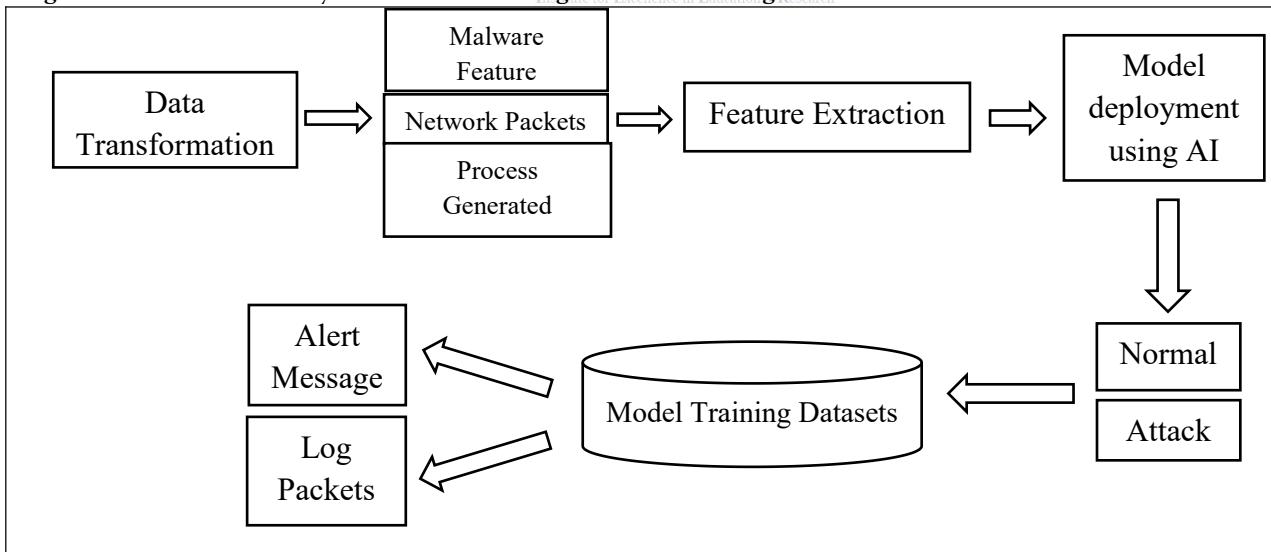 Malware
Feature
Data
Transformation
Network Packets
Process
Generated
Feature Extraction
Model
deployment
using AI
Normal
Attack
Model Training Datasets
Alert
Message
Log
Packets